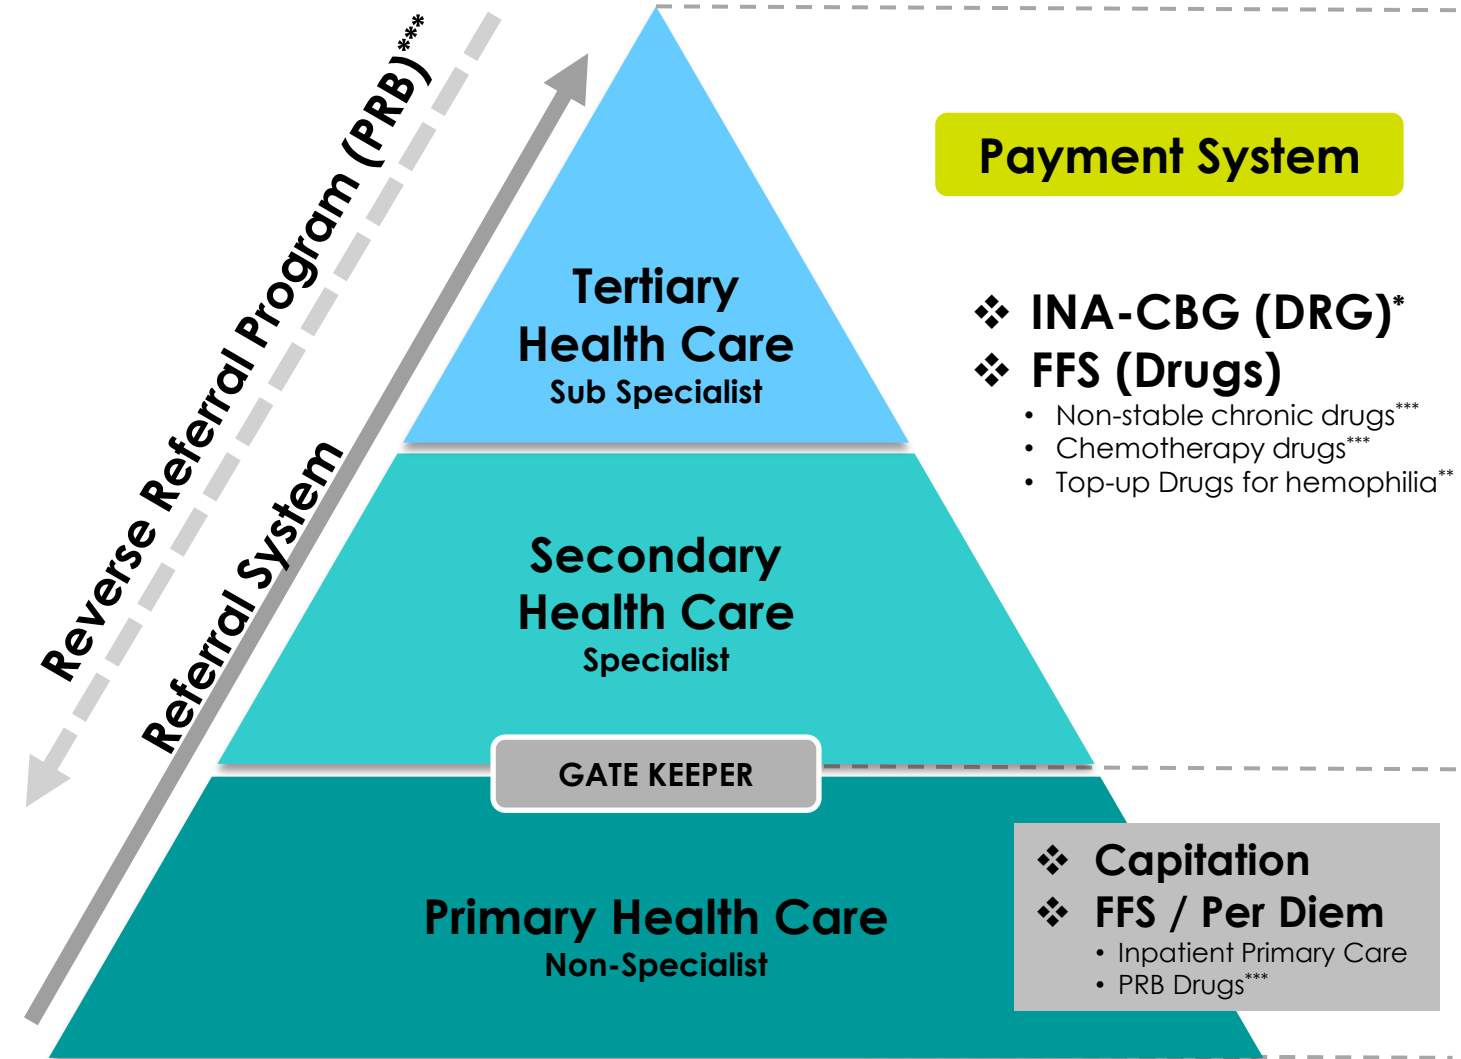 Reverse Referral Program (PRB)***
Referral System
Tertiary
Health Care
Sub Specialist
Secondary
Health Care
Specialist
GATE KEEPER
Primary Health Care
Non-Specialist
Payment System
❖ INA-CBG (DRG)*
❖ FFS (Drugs)
• Non-stable chronic drugs***
• Chemotherapy drugs***
• Top-up Drugs for hemophilia**
❖ Capitation
❖ FFS / Per Diem
• Inpatient Primary Care
• PRB Drugs***